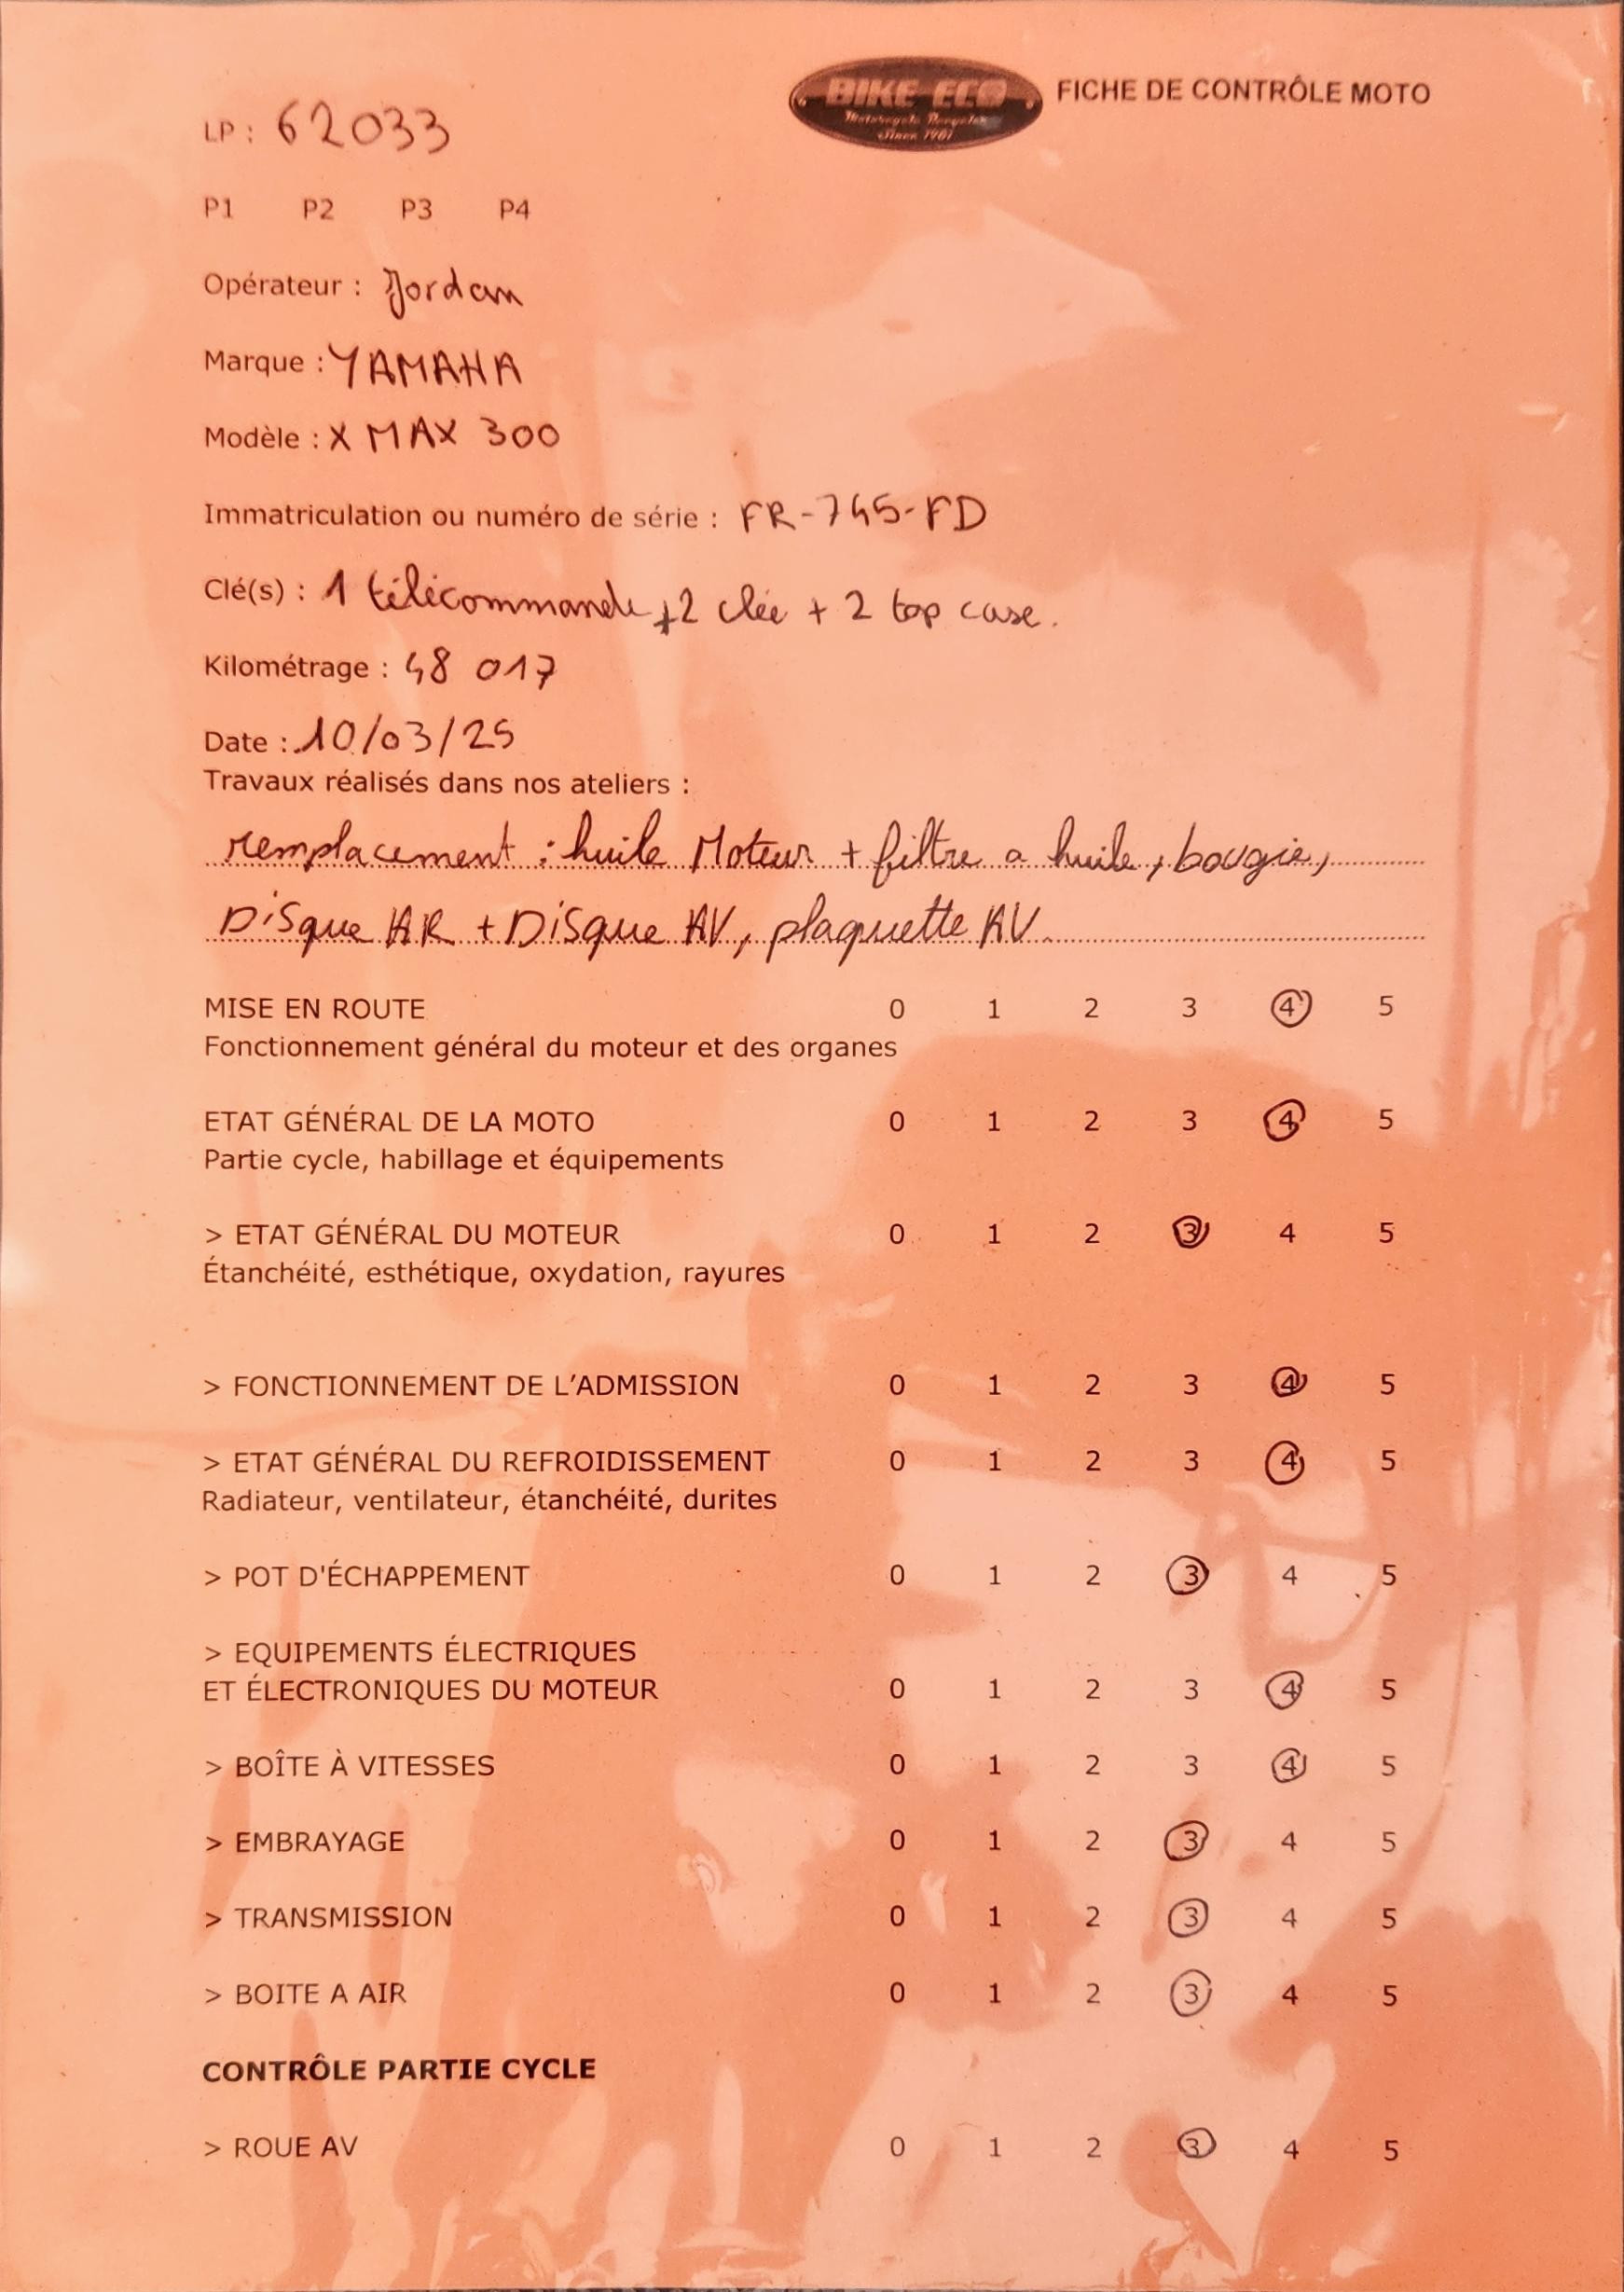 BIKE ECO
Motorcycle Recycler
Since 1981
FICHE DE CONTRÔLE MOTO
LP : 62033
P1 P2 P3 P4
Opérateur : Jordan
Marque : YAMAHA
Modèle : X MAX 300
Immatriculation ou numéro de série : FR-745-FD
Clé(s) : 1 télécommande +2 clée + 2 top case.
Kilométrage : 48 017
Date : 10/03/25
Travaux réalisés dans nos ateliers :
remplacement : huile Moteur + filtre a huile, bougie,
Disque AR + Disque AV, plaquette AV
MISE EN ROUTE 0 1 2 3 4 5
Fonctionnement général du moteur et des organes
ETAT GÉNÉRAL DE LA MOTO 0 1 2 3 4 5
Partie cycle, habillage et équipements
> ETAT GÉNÉRAL DU MOTEUR 0 1 2 3 4 5
Étanchéité, esthétique, oxydation, rayures
> FONCTIONNEMENT DE L'ADMISSION 0 1 2 3 4 5
> ETAT GÉNÉRAL DU REFROIDISSEMENT 0 1 2 3 4 5
Radiateur, ventilateur, étanchéité, durites
> POT D'ÉCHAPPEMENT 0 1 2 3 4 5
> EQUIPEMENTS ÉLECTRIQUES
ET ÉLECTRONIQUES DU MOTEUR 0 1 2 3 4 5
> BOÎTE À VITESSES 0 1 2 3 4 5
> EMBRAYAGE 0 1 2 3 4 5
> TRANSMISSION 0 1 2 3 4 5
> BOITE A AIR 0 1 2 3 4 5
CONTRÔLE PARTIE CYCLE
> ROUE AV 0 1 2 3 4 5